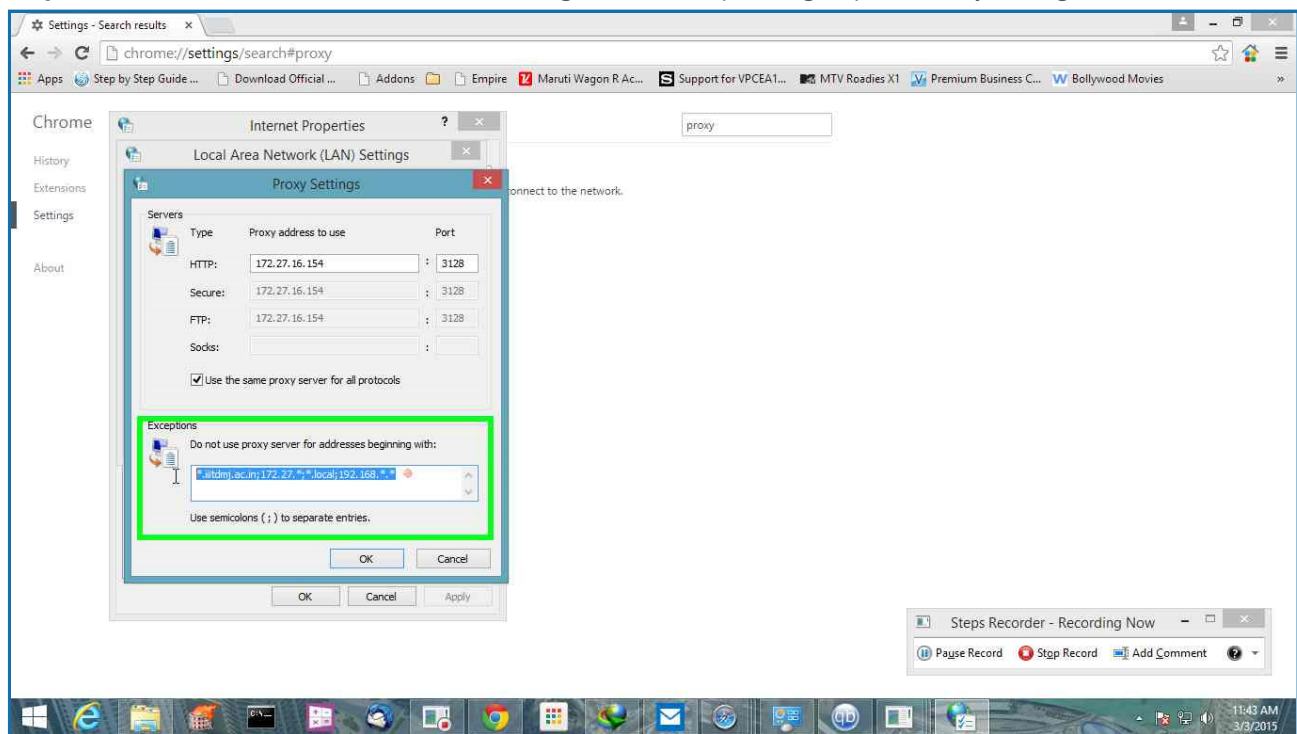 Settings - Search results
chrome://settings/search#proxy
Apps Step by Step Guide ... Download Official ... Addons Empire Maruti Wagon R Ac... Support for VPCEA1... MTV Roadies X1 Premium Business C... Bollywood Movies »
Chrome
proxy
History
Extensions
Settings
About
Internet Properties ?
Local Area Network (LAN) Settings
Proxy Settings
onnect to the network.
Servers
Type Proxy address to use Port
HTTP: 172.27.16.154 : 3128
Secure: 172.27.16.154 : 3128
FTP: 172.27.16.154 : 3128
Socks: :
Use the same proxy server for all protocols
Exceptions
Do not use proxy server for addresses beginning with:
*.iiitdmj.ac.in;172.27.*;*.local;192.168.*.*
Use semicolons ( ; ) to separate entries.
OK Cancel
OK Cancel Apply
Steps Recorder - Recording Now
Pause Record Stop Record Add Comment
11:43 AM
3/3/2015